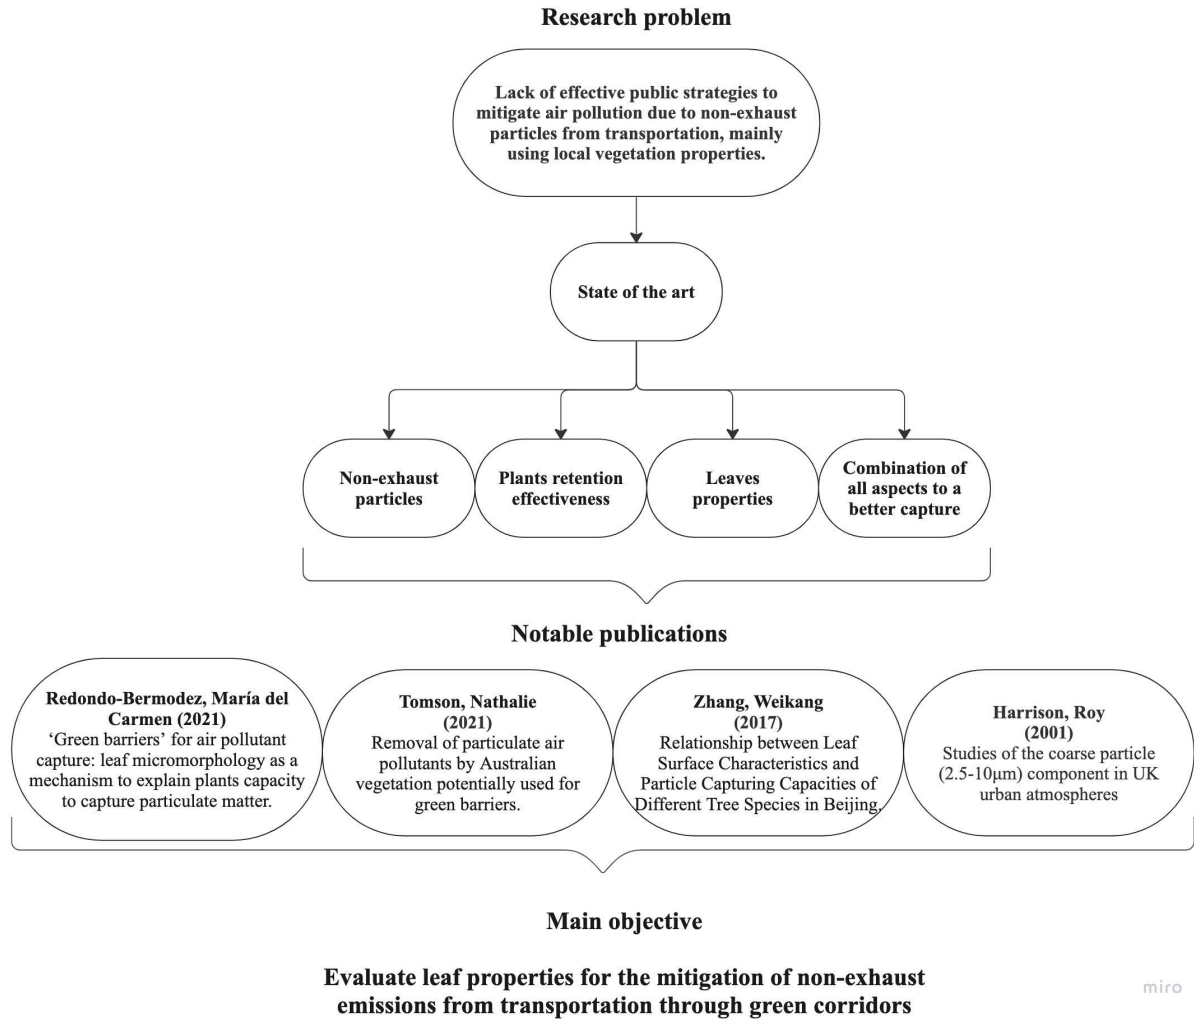 Research problem
Lack of effective public strategies to
mitigate air pollution due to non-exhaust
particles from transportation, mainly
using local vegetation properties.
State of the art
Non-exhaust
particles
Plants retention
effectiveness
Leaves
properties
Combination of
all aspects to a
better capture
Notable publications
Redondo-Bermodez, María del
Carmen (2021)
‘Green barriers’ for air pollutant
capture: leaf micromorphology as a
mechanism to explain plants capacity
to capture particulate matter.
Tomson, Nathalie
(2021)
Removal of particulate air
pollutants by Australian
vegetation potentially used for
green barriers.
Zhang, Weikang
(2017)
Relationship between Leaf
Surface Characteristics and
Particle Capturing Capacities of
Different Tree Species in Beijing.
Harrison, Roy
(2001)
Studies of the coarse particle
(2.5-10μm) component in UK
urban atmospheres
Main objective
Evaluate leaf properties for the mitigation of non-exhaust
emissions from transportation through green corridors
miro